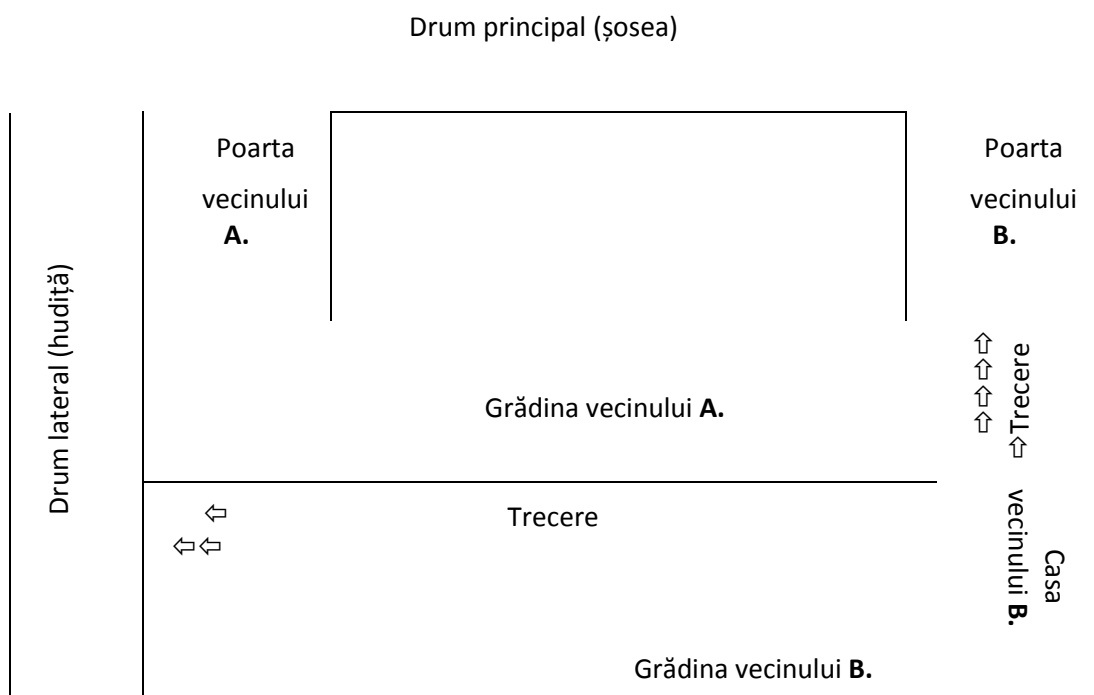 Drum principal (șosea)
Poarta
vecinului
A.
Poarta
vecinului
B.
Drum lateral (hudiță)
Trecere
Grădina vecinului A.
Trecere
Casa
vecinului B.
Grădina vecinului B.